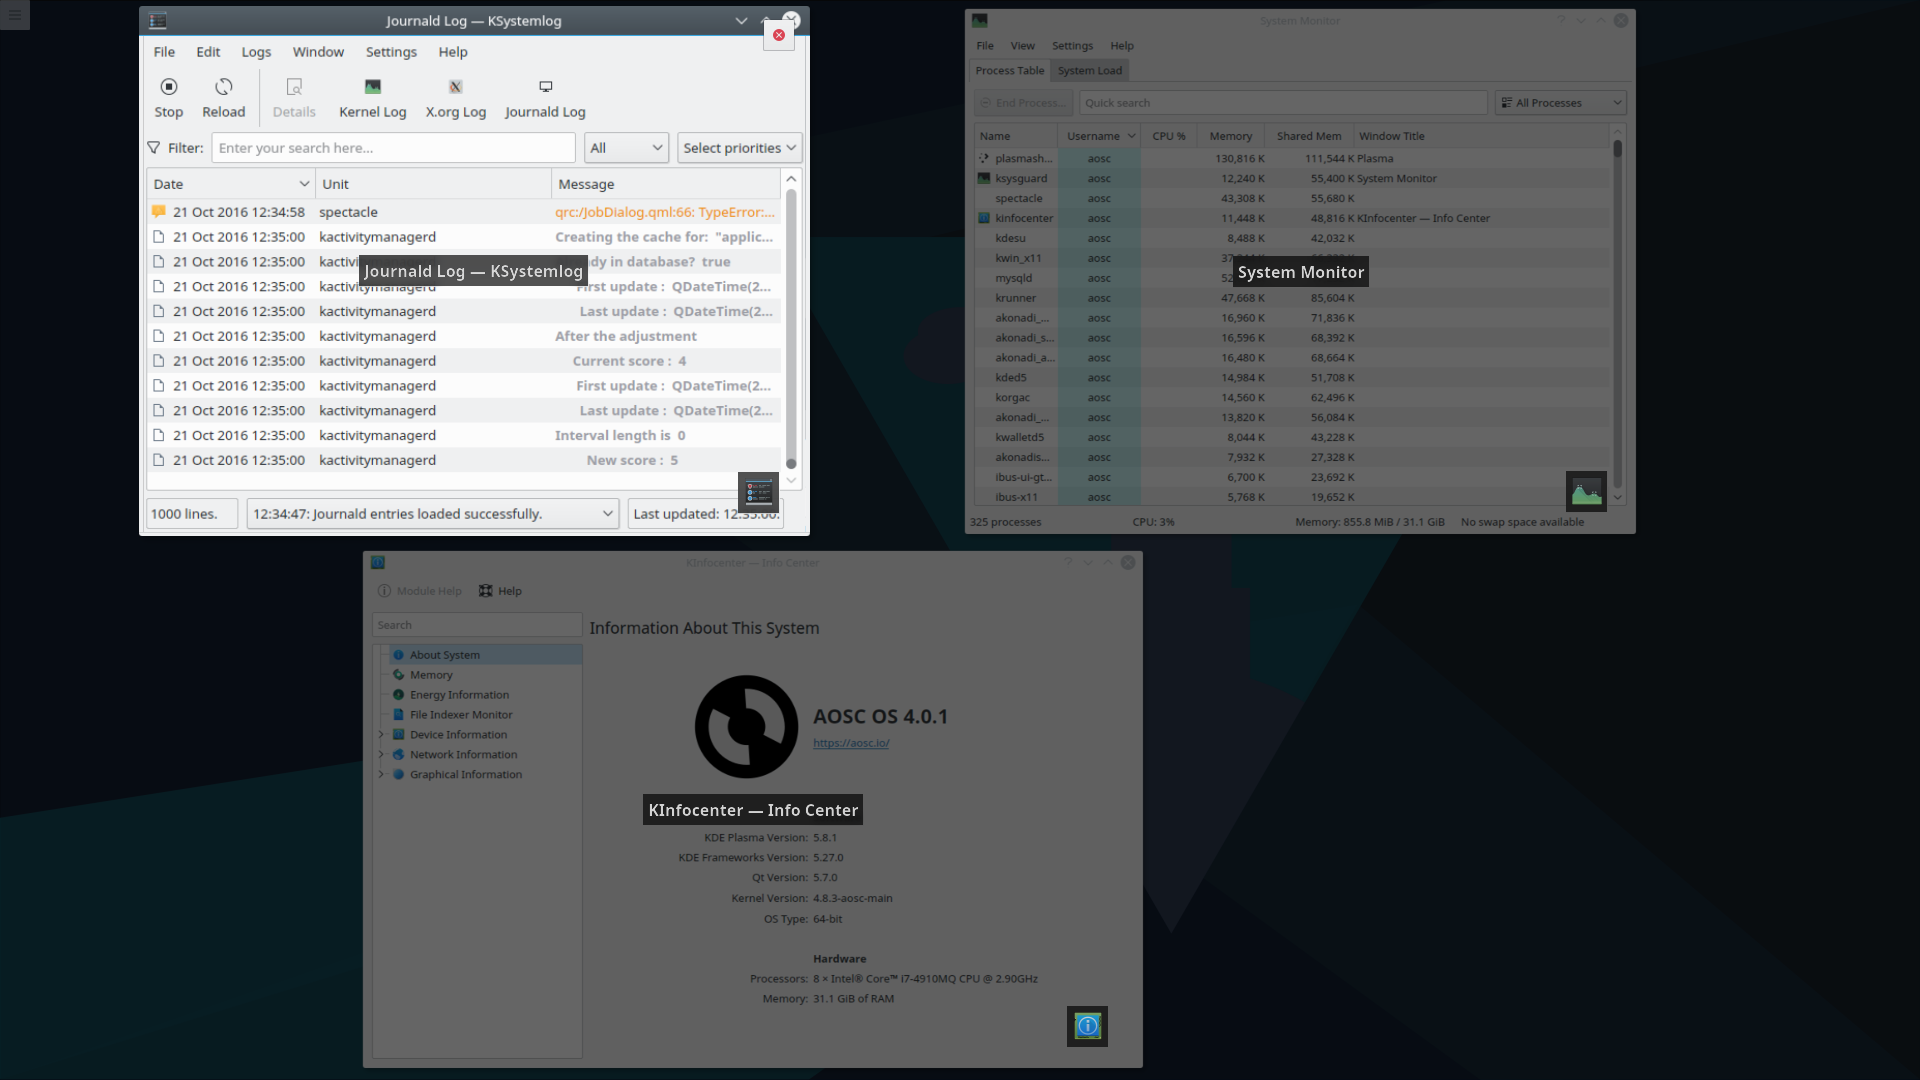 Journald Log — KSystemlog
File Edit Logs Window Settings Help
Stop Reload Details Kernel Log X.org Log Journald Log
Filter: Enter your search here... All Select priorities
Date Unit Message
21 Oct 2016 12:34:58 spectacle qrc:/JobDialog.qml:66: TypeError:...
21 Oct 2016 12:35:00 kactivitymanagerd Creating the cache for: "applic...
21 Oct 2016 12:35:00 in database? true
Journald Log — KSystemlog
21 Oct 2016 12:35:00 kactivitymanagerd First update : QDateTime(2...
21 Oct 2016 12:35:00 kactivitymanagerd Last update : QDateTime(2...
21 Oct 2016 12:35:00 kactivitymanagerd After the adjustment
21 Oct 2016 12:35:00 kactivitymanagerd Current score : 4
21 Oct 2016 12:35:00 kactivitymanagerd First update : QDateTime(2...
21 Oct 2016 12:35:00 kactivitymanagerd Last update : QDateTime(2...
21 Oct 2016 12:35:00 kactivitymanagerd Interval length is 0
21 Oct 2016 12:35:00 kactivitymanagerd New score : 5
1000 lines. 12:34:47: Journald entries loaded successfully. Last updated: 12:35:00.
System Monitor
File View Settings Help
Process Table System Load
End Process... Quick search All Processes
Name Username CPU % Memory Shared Mem Window Title
plasmash... aosc 130,816 K 111,544 K Plasma
ksysguard aosc 12,240 K 55,400 K System Monitor
spectacle aosc 43,308 K 55,680 K
kinfocenter aosc 11,448 K 48,816 K KInfocenter — Info Center
kdesu aosc 8,488 K 42,032 K
kwin_x11 aosc
System Monitor
mysqld aosc
krunner aosc 47,668 K 85,604 K
akonadi_... aosc 16,960 K 71,836 K
akonadi_s... aosc 16,596 K 68,392 K
akonadi_a... aosc 16,480 K 68,664 K
kded5 aosc 14,984 K 51,708 K
korgac aosc 14,560 K 62,496 K
akonadi_... aosc 13,820 K 56,084 K
kwalletd5 aosc 8,044 K 43,228 K
akonadis... aosc 7,932 K 27,328 K
ibus-ui-gt... aosc 6,700 K 23,692 K
ibus-x11 aosc 5,768 K 19,652 K
325 processes CPU: 3% Memory: 855.8 MiB / 31.1 GiB No swap space available
KInfocenter — Info Center
Module Help Help
Search
About System
Memory
Energy Information
File Indexer Monitor
Device Information
Network Information
Graphical Information
Information About This System
AOSC OS 4.0.1
https://aosc.io/
KInfocenter — Info Center
KDE Plasma Version: 5.8.1
KDE Frameworks Version: 5.27.0
Qt Version: 5.7.0
Kernel Version: 4.8.3-aosc-main
OS Type: 64-bit
Hardware
Processors: 8 × Intel® Core™ i7-4910MQ CPU @ 2.90GHz
Memory: 31.1 GiB of RAM